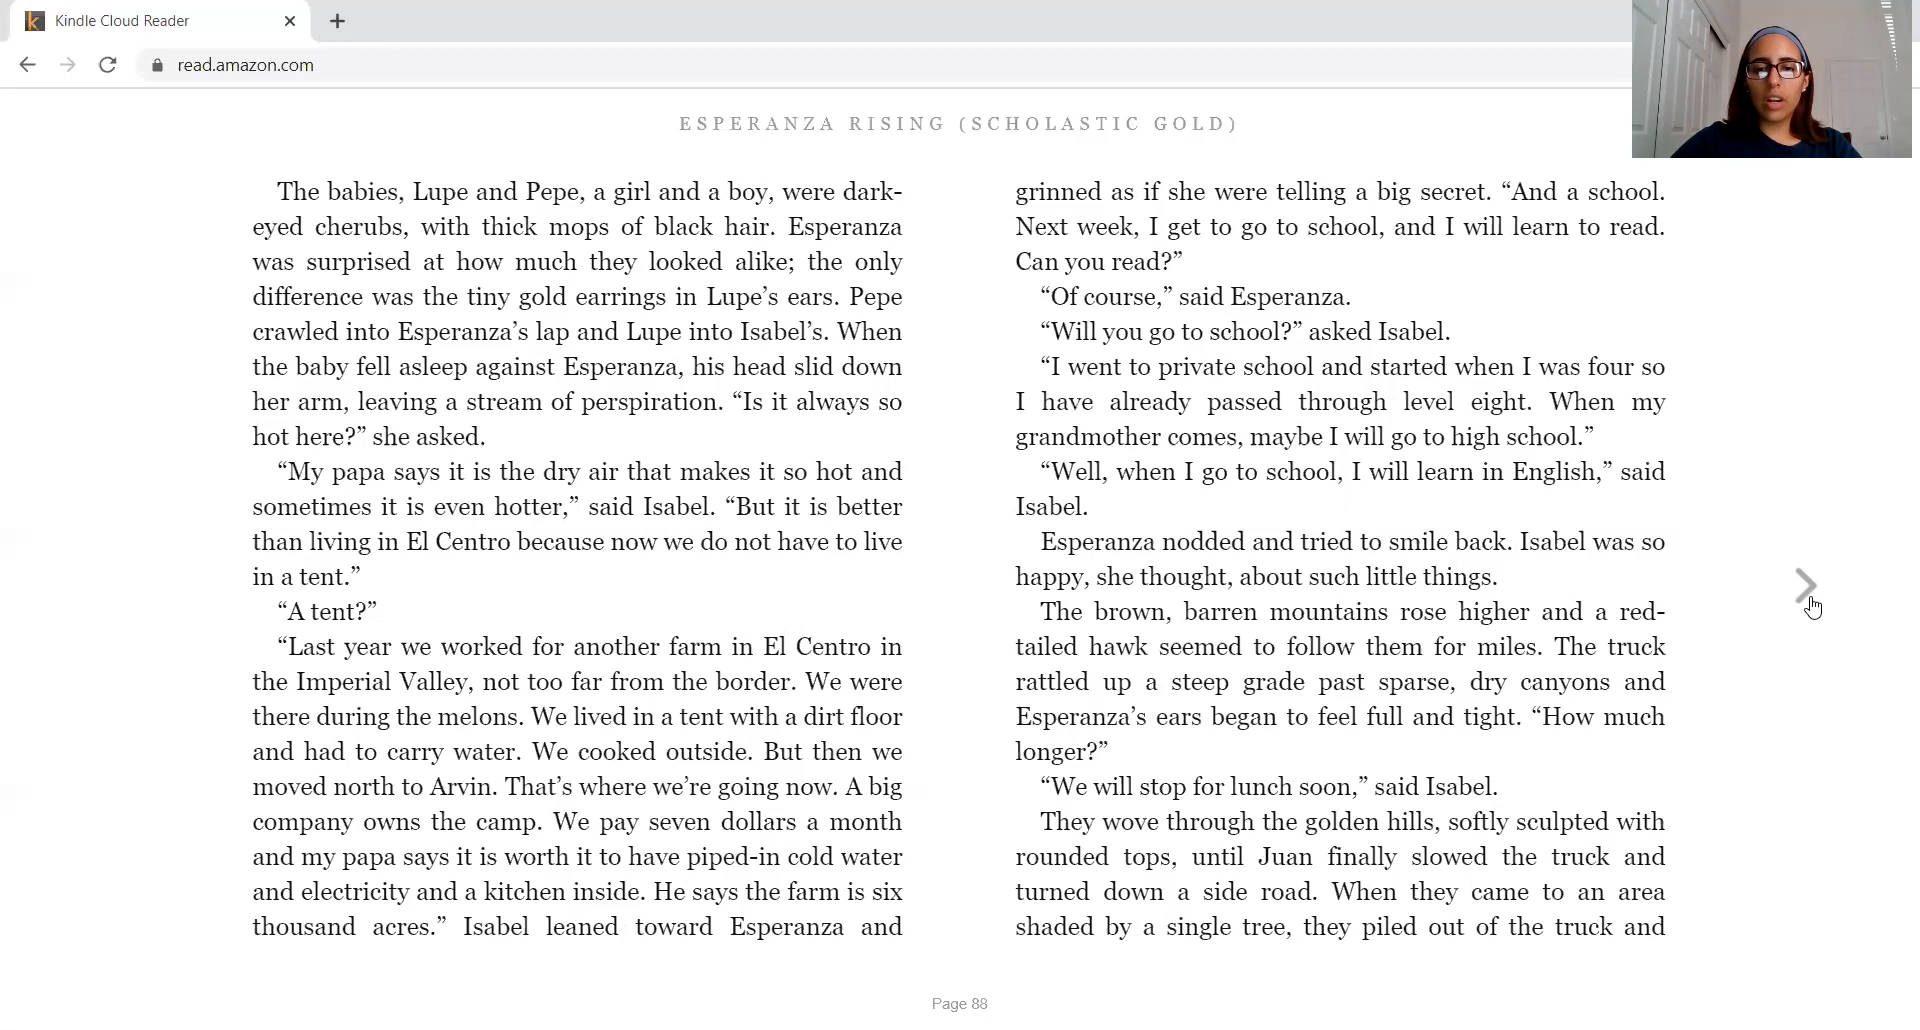 Kindle Cloud Reader
read.amazon.com
ESPERANZA RISING (SCHOLASTIC GOLD)
The babies, Lupe and Pepe, a girl and a boy, were dark-
eyed cherubs, with thick mops of black hair. Esperanza
was surprised at how much they looked alike; the only
difference was the tiny gold earrings in Lupe’s ears. Pepe
crawled into Esperanza’s lap and Lupe into Isabel’s. When
the baby fell asleep against Esperanza, his head slid down
her arm, leaving a stream of perspiration. “Is it always so
hot here?” she asked.
“My papa says it is the dry air that makes it so hot and
sometimes it is even hotter,” said Isabel. “But it is better
than living in El Centro because now we do not have to live
in a tent.”
“A tent?”
“Last year we worked for another farm in El Centro in
the Imperial Valley, not too far from the border. We were
there during the melons. We lived in a tent with a dirt floor
and had to carry water. We cooked outside. But then we
moved north to Arvin. That’s where we’re going now. A big
company owns the camp. We pay seven dollars a month
and my papa says it is worth it to have piped-in cold water
and electricity and a kitchen inside. He says the farm is six
thousand acres.” Isabel leaned toward Esperanza and
grinned as if she were telling a big secret. “And a school.
Next week, I get to go to school, and I will learn to read.
Can you read?”
“Of course,” said Esperanza.
“Will you go to school?” asked Isabel.
“I went to private school and started when I was four so
I have already passed through level eight. When my
grandmother comes, maybe I will go to high school.”
“Well, when I go to school, I will learn in English,” said
Isabel.
Esperanza nodded and tried to smile back. Isabel was so
happy, she thought, about such little things.
The brown, barren mountains rose higher and a red-
tailed hawk seemed to follow them for miles. The truck
rattled up a steep grade past sparse, dry canyons and
Esperanza’s ears began to feel full and tight. “How much
longer?”
“We will stop for lunch soon,” said Isabel.
They wove through the golden hills, softly sculpted with
rounded tops, until Juan finally slowed the truck and
turned down a side road. When they came to an area
shaded by a single tree, they piled out of the truck and
Page 88